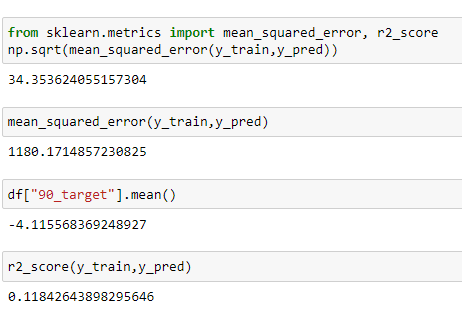 from sklearn.metrics import mean_squared_error, r2_score
np.sqrt(mean_squared_error(y_train,y_pred))
34.353624055157304
mean_squared_error(y_train,y_pred)
1180.1714857230825
df["90_target"].mean()
-4.115568369248927
r2_score(y_train,y_pred)
0.11842643898295646